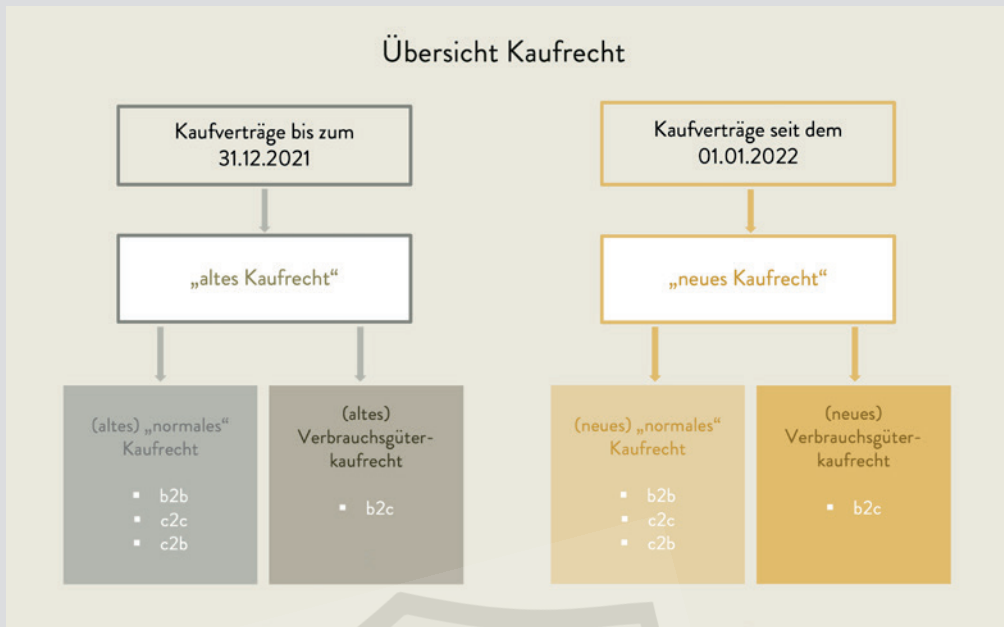 Übersicht Kaufrecht
Kaufverträge bis zum
31.12.2021
Kaufverträge seit dem
01.01.2022
„altes Kaufrecht“
„neues Kaufrecht“
(altes) „normales“
Kaufrecht
▪ b2b
▪ c2c
▪ c2b
(altes)
Verbrauchsgüter-
kaufrecht
▪ b2c
(neues) „normales“
Kaufrecht
▪ b2b
▪ c2c
▪ c2b
(neues)
Verbrauchsgüter-
kaufrecht
▪ b2c